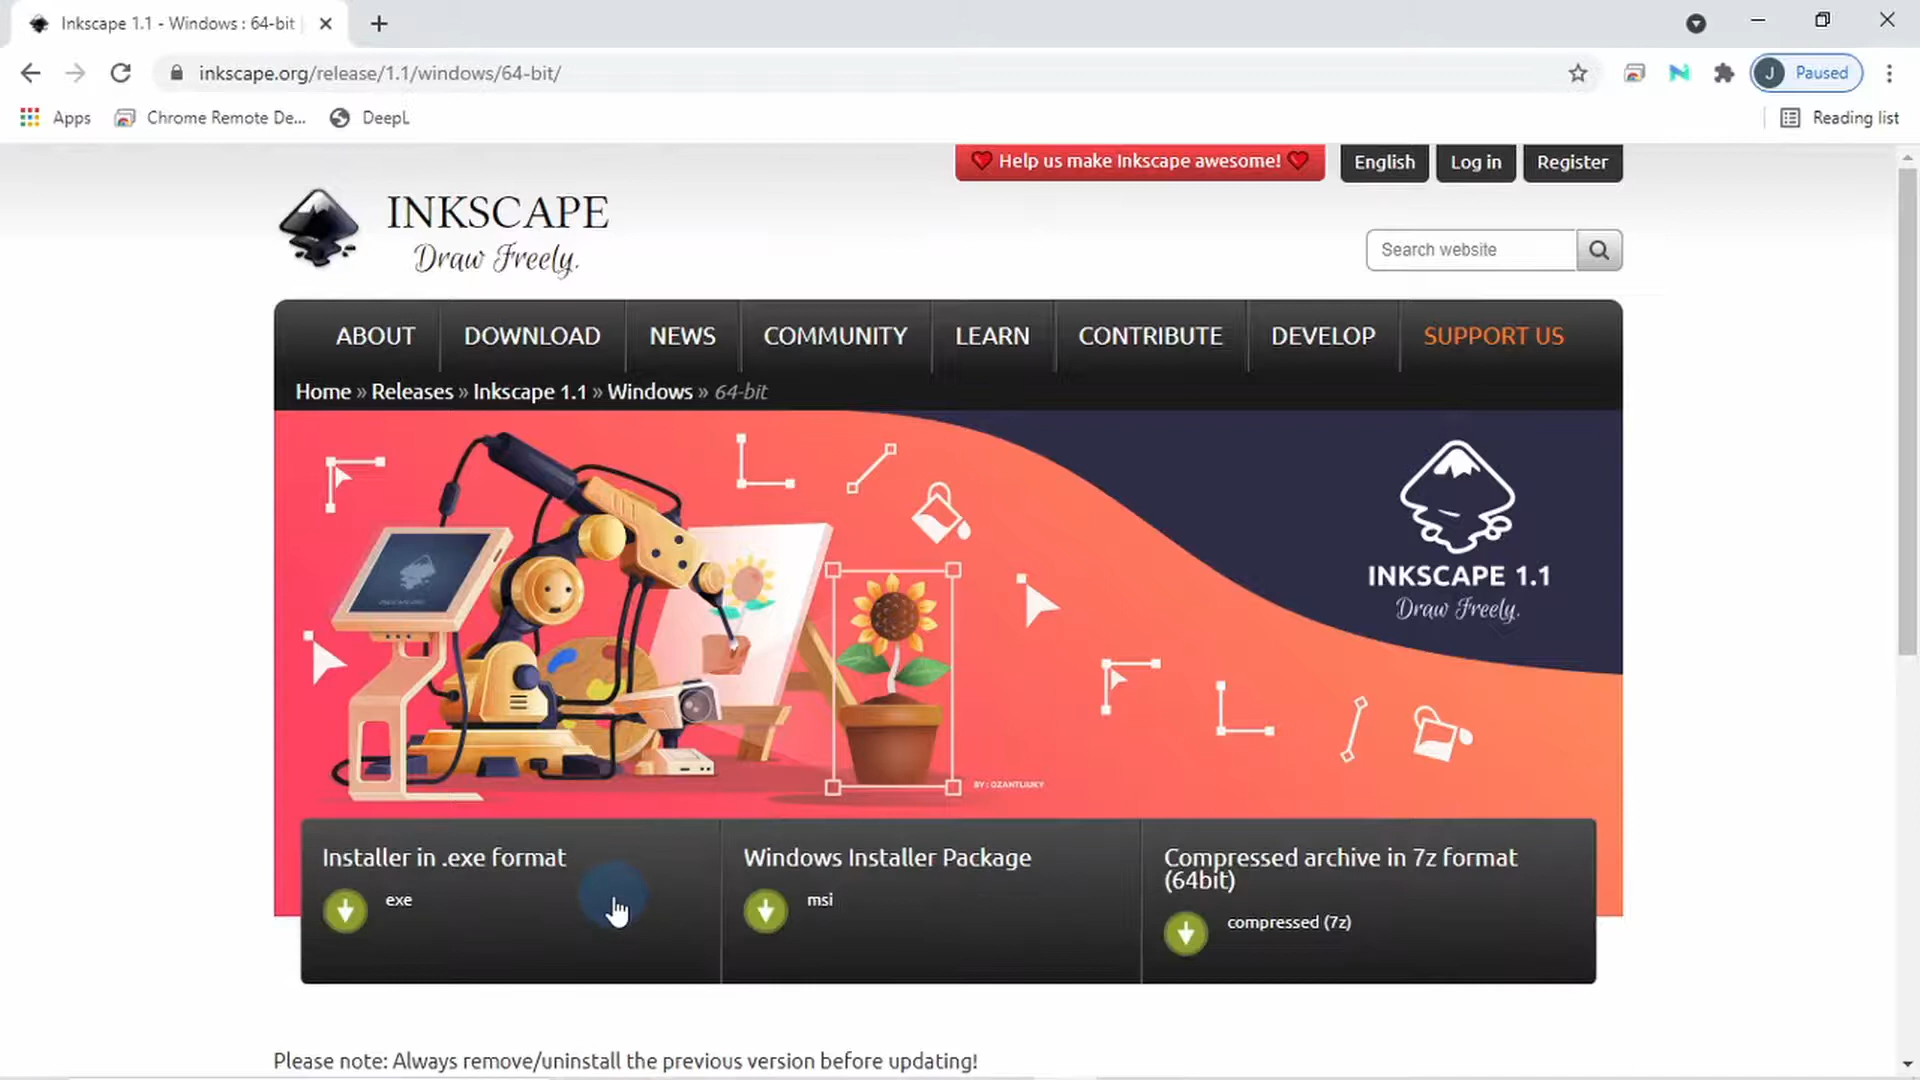 Inkscape 1.1 - Windows : 64-bit
inkscape.org/release/1.1/windows/64-bit/
J Paused
Apps Chrome Remote De... DeepL Reading list
Help us make Inkscape awesome! English Log in Register
INKSCAPE
Draw Freely.
Search website
ABOUT DOWNLOAD NEWS COMMUNITY LEARN CONTRIBUTE DEVELOP SUPPORT US
Home » Releases » Inkscape 1.1 » Windows » 64-bit
INKSCAPE 1.1
Draw Freely.
Installer in .exe format
exe
Windows Installer Package
msi
Compressed archive in 7z format
(64bit)
compressed (7z)
Please note: Always remove/uninstall the previous version before updating!